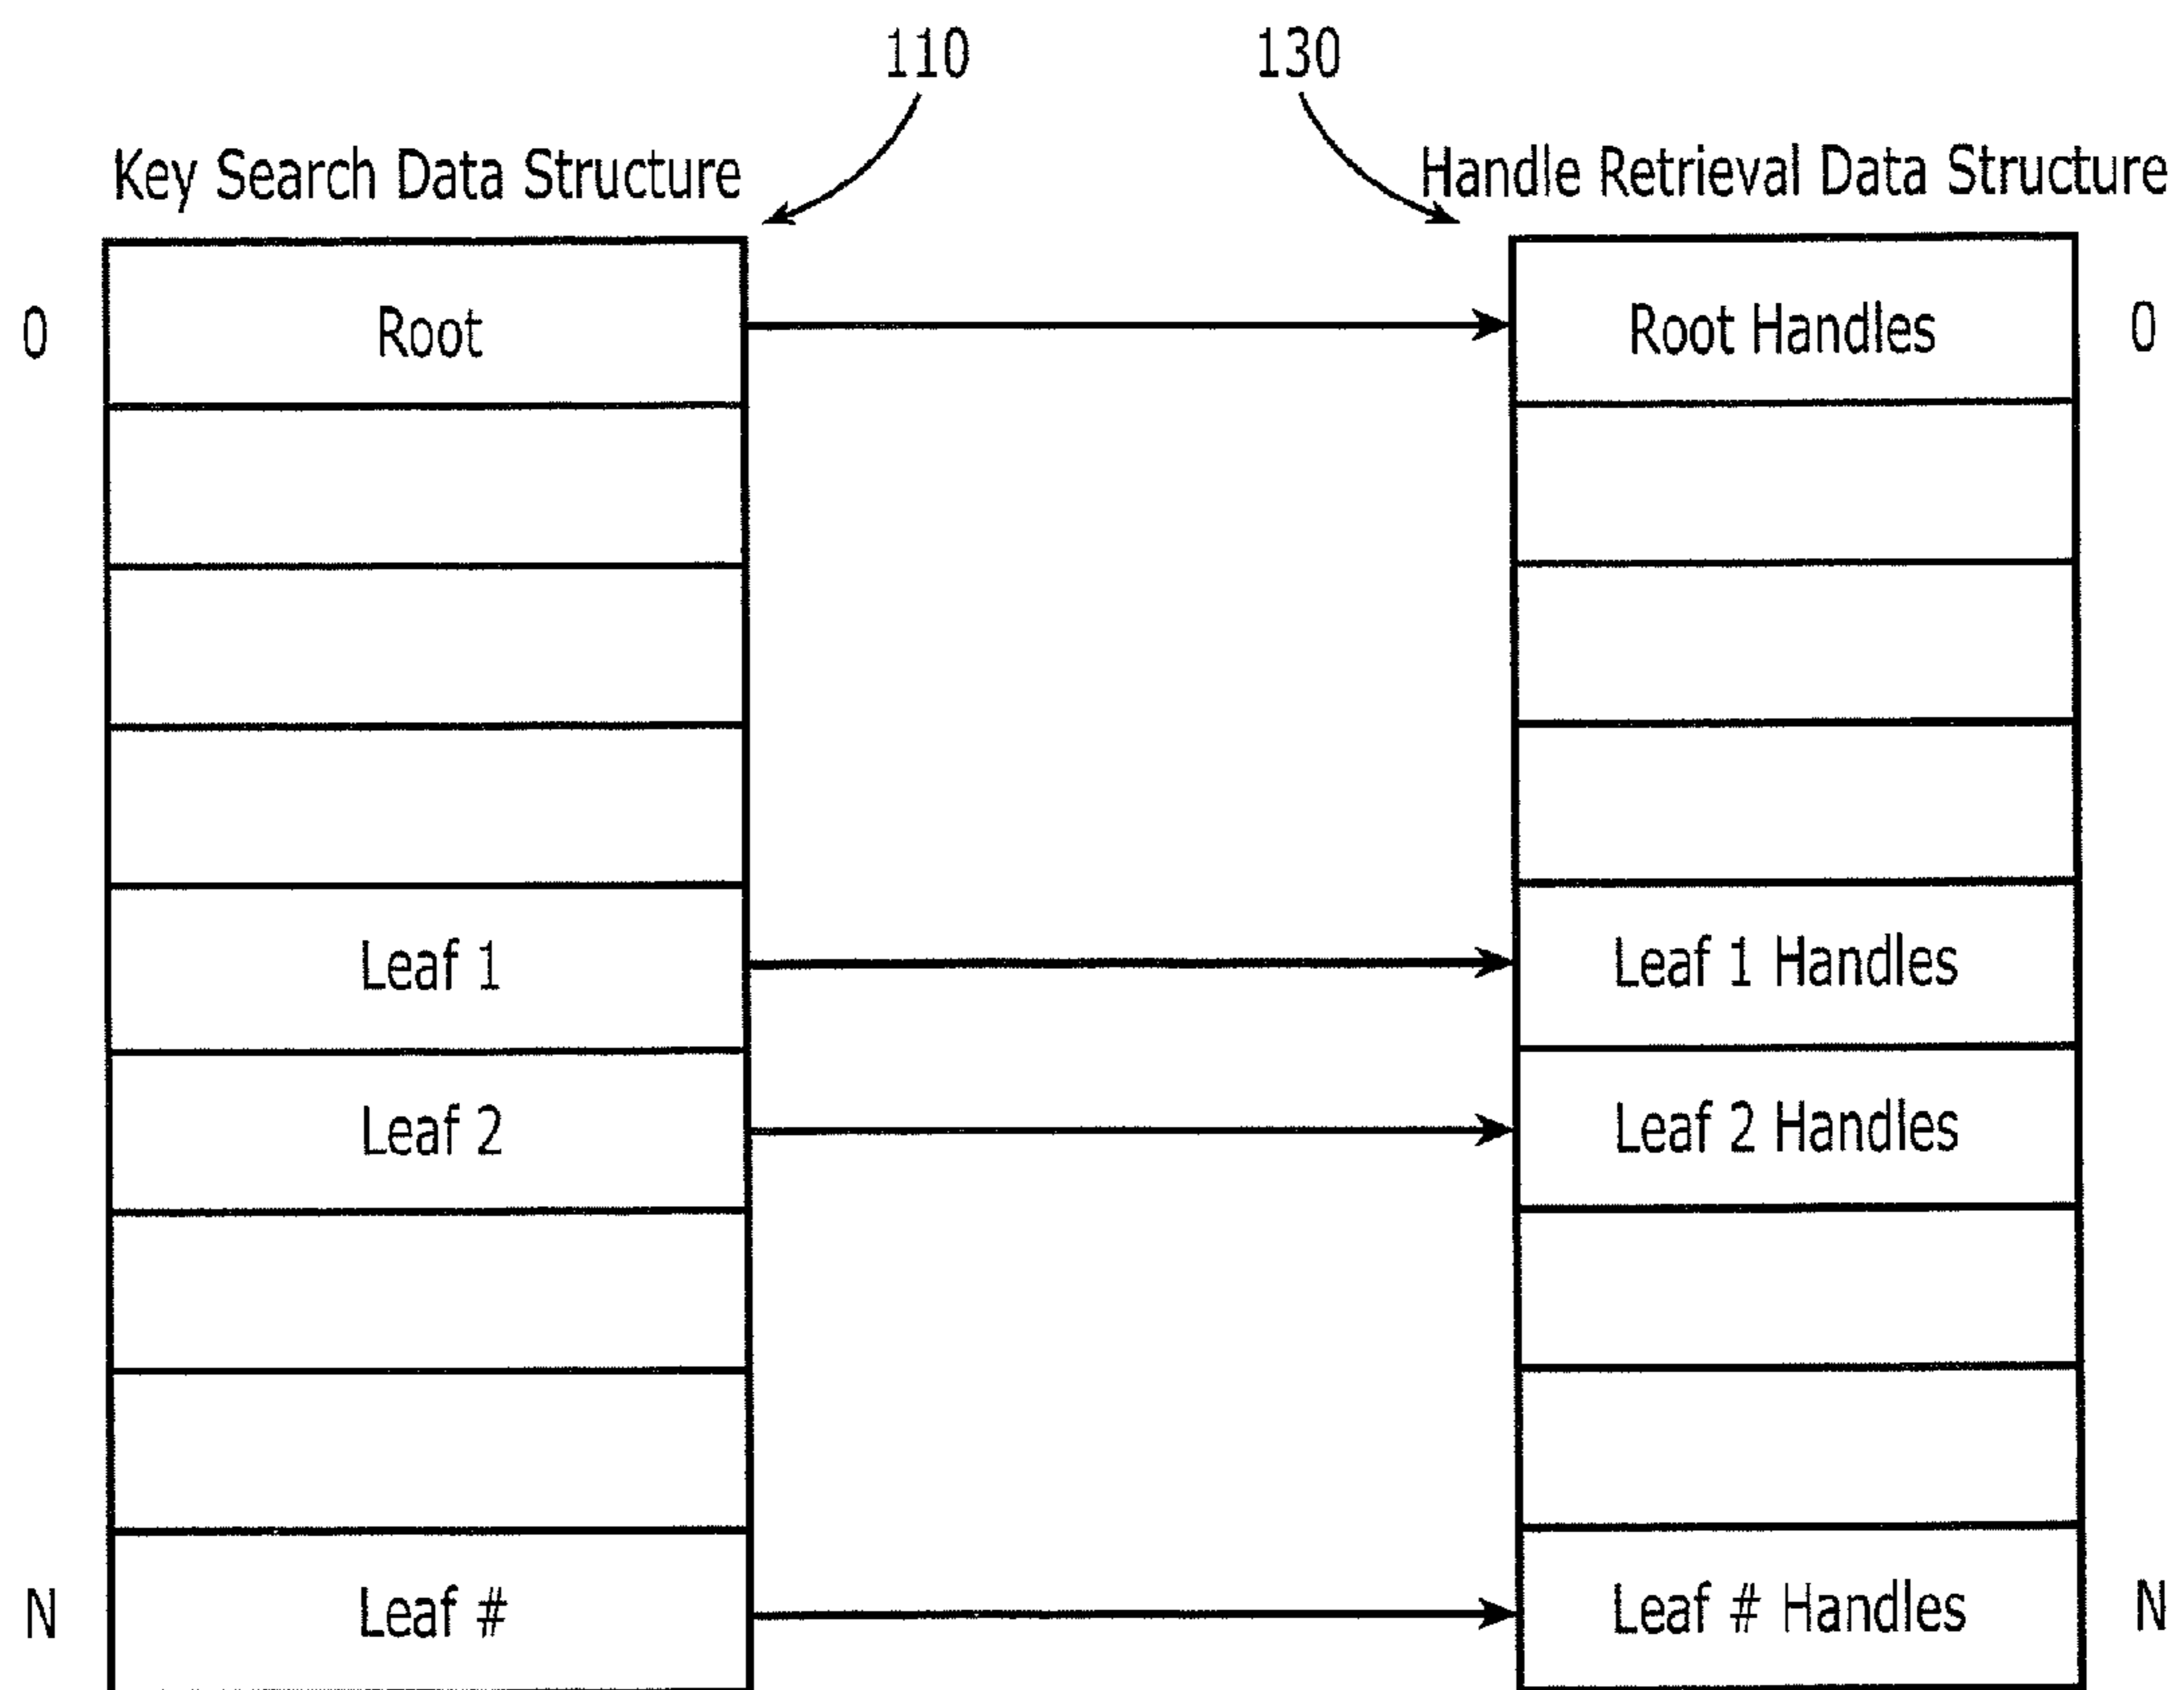 110
130
Key Search Data Structure
Handle Retrieval Data Structure
0
Root
Root Handles
0
Leaf 1
Leaf 1 Handles
Leaf 2
Leaf 2 Handles
N
Leaf #
Leaf # Handles
N